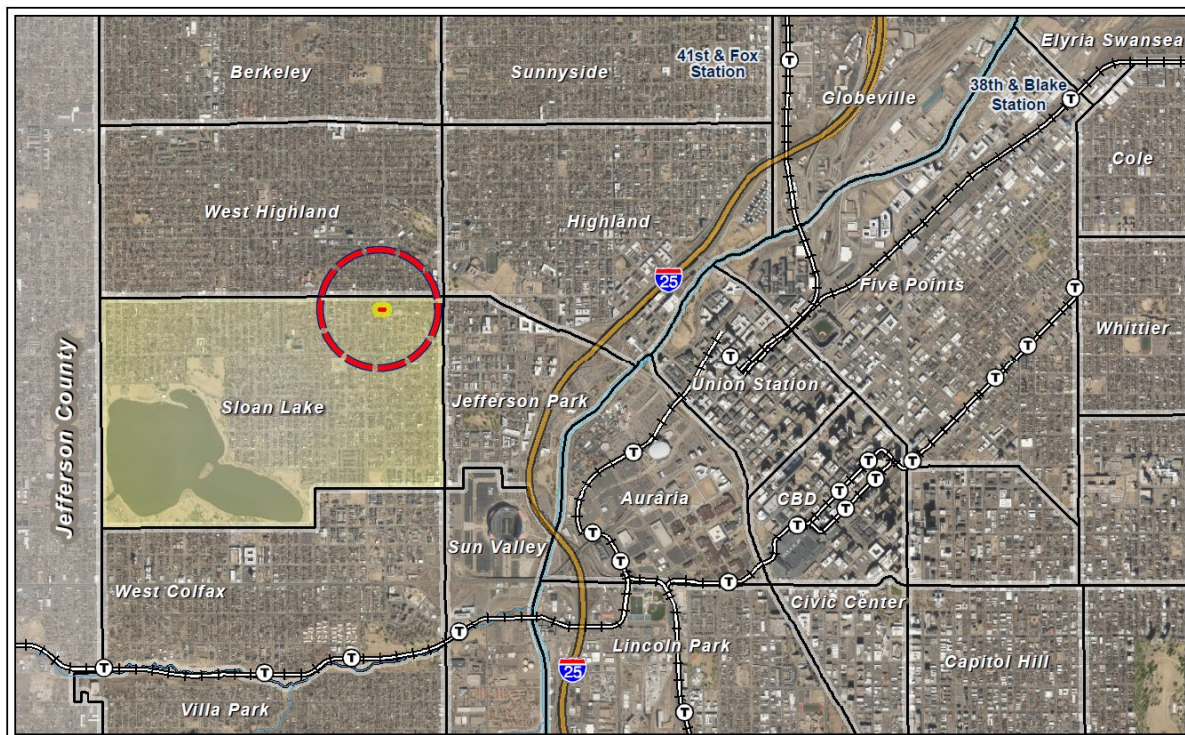 Elyria Swansea
Berkeley
Sunnyside
41st & Fox
Station
Globeville
38th & Blake
Station
T
T
Cole
West Highland
Highland
25
Five Points
T
Whittier
T
T
T
Union Station
Jefferson County
Sloan Lake
Jefferson Park
T
T
T
T
T
T
T
Auraria
CBD
T
Sun Valley
T
T
T
West Colfax
Civic Center
T
Lincoln Park
Capitol Hill
T
T
T
25
Villa Park
T